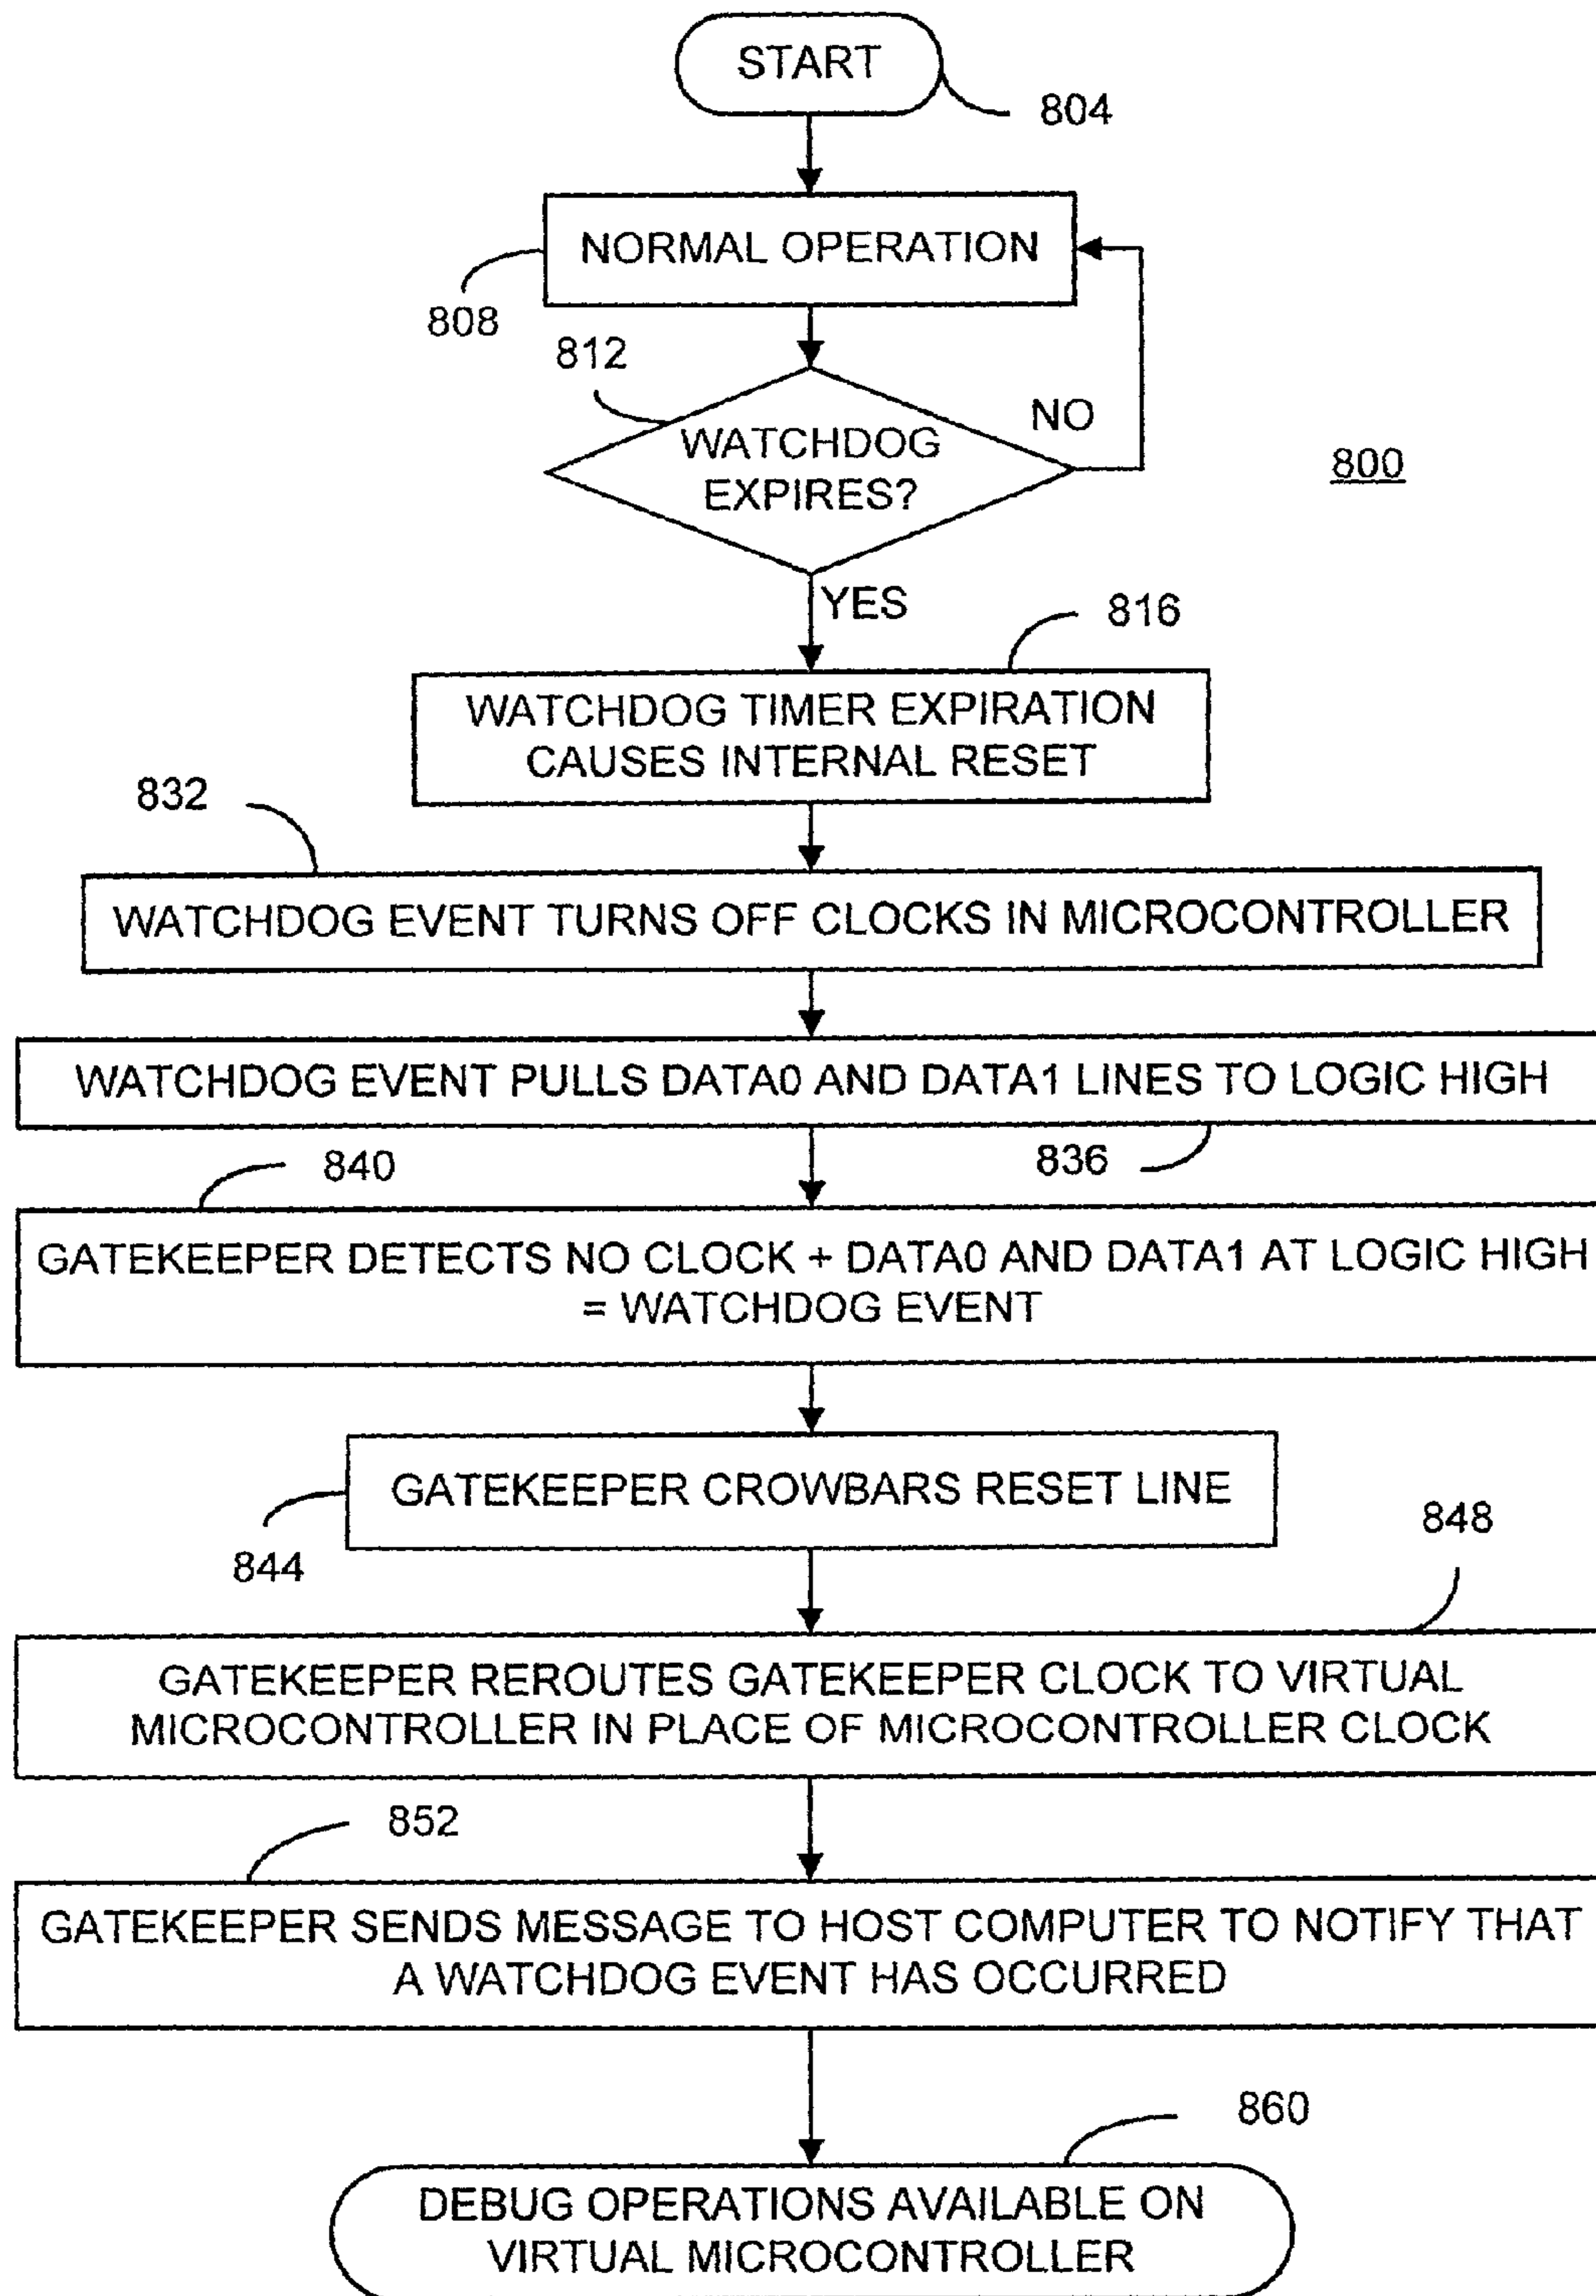 START
804
NORMAL OPERATION
808
812
WATCHDOG
EXPIRES?
NO
800
YES
816
WATCHDOG TIMER EXPIRATION
CAUSES INTERNAL RESET
832
WATCHDOG EVENT TURNS OFF CLOCKS IN MICROCONTROLLER
WATCHDOG EVENT PULLS DATA0 AND DATA1 LINES TO LOGIC HIGH
836
840
GATEKEEPER DETECTS NO CLOCK + DATA0 AND DATA1 AT LOGIC HIGH
= WATCHDOG EVENT
GATEKEEPER CROWBARS RESET LINE
844
848
GATEKEEPER REROUTES GATEKEEPER CLOCK TO VIRTUAL
MICROCONTROLLER IN PLACE OF MICROCONTROLLER CLOCK
852
GATEKEEPER SENDS MESSAGE TO HOST COMPUTER TO NOTIFY THAT
A WATCHDOG EVENT HAS OCCURRED
860
DEBUG OPERATIONS AVAILABLE ON
VIRTUAL MICROCONTROLLER